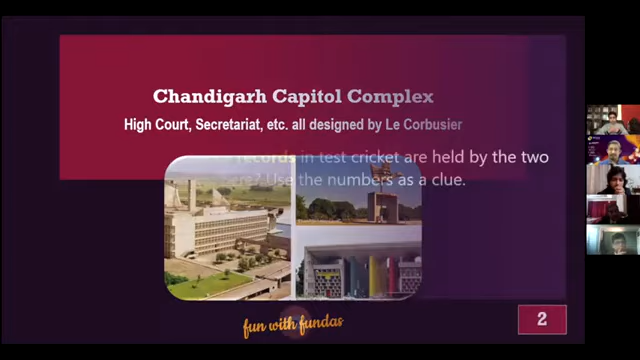 Chandigarh Capitol Complex
High Court, Secretariat, etc. all designed by Le Corbusier
records in test cricket are held by the two
Use the numbers as a clue.
fun with fundas
2